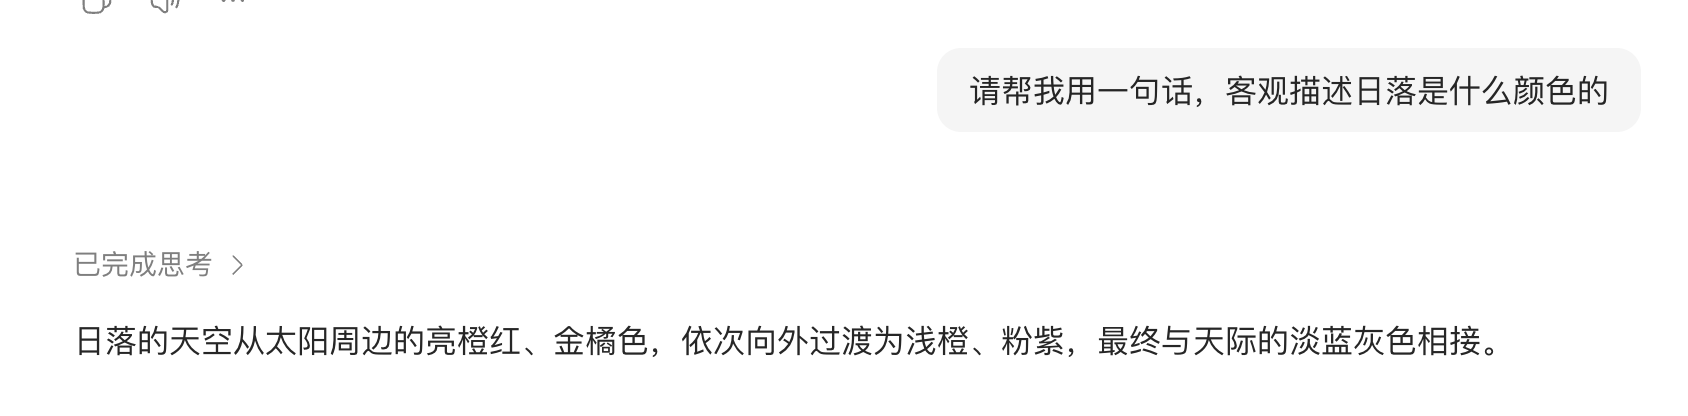 请帮我用一句话，客观描述日落是什么颜色的
已完成思考
日落的天空从太阳周边的亮橙红、金橘色，依次向外过渡为浅橙、粉紫，最终与天际的淡蓝灰色相接。